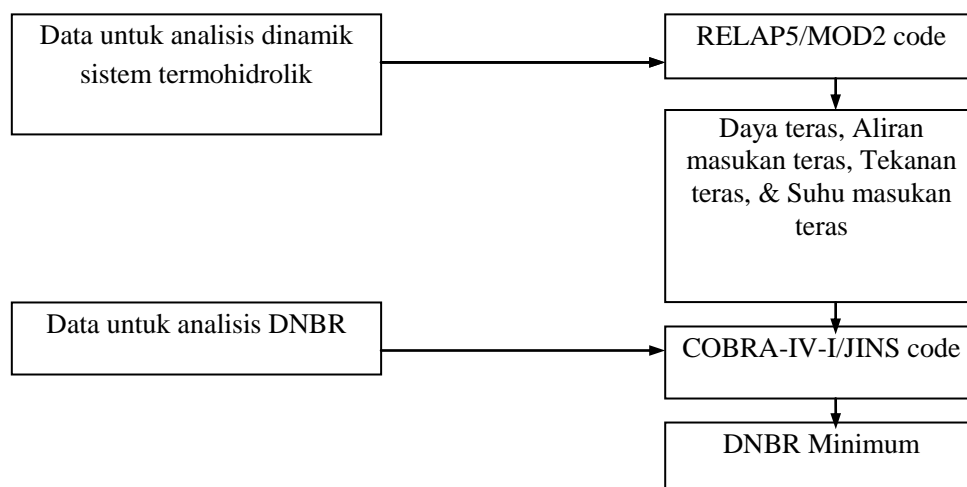 Data untuk analisis dinamik
sistem termohidrolik
RELAP5/MOD2 code
Daya teras, Aliran
masukan teras, Tekanan
teras, & Suhu masukan
teras
Data untuk analisis DNBR
COBRA-IV-I/JINS code
DNBR Minimum